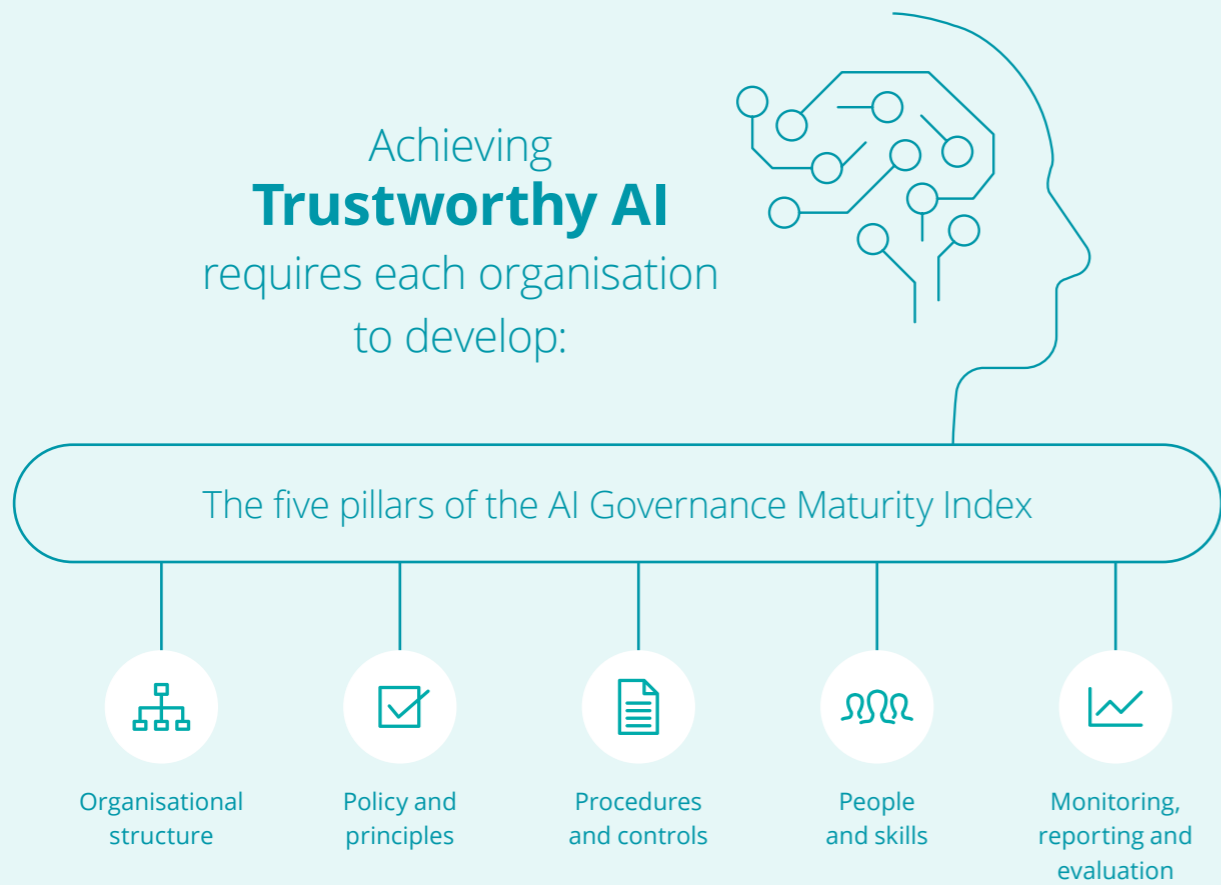 Achieving
Trustworthy AI
requires each organisation
to develop:
The five pillars of the AI Governance Maturity Index
Organisational
structure
Policy and
principles
Procedures
and controls
People
and skills
Monitoring,
reporting and
evaluation